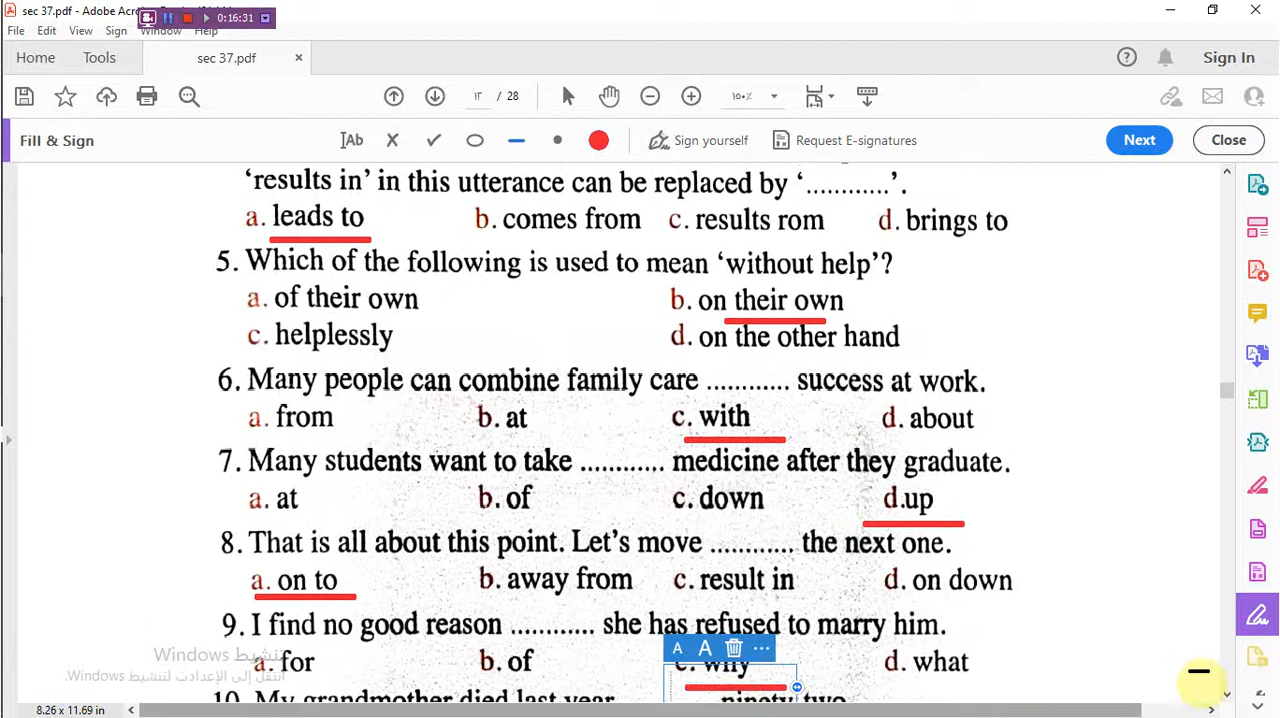 sec 37.pdf
0:16:31
File Edit View Sign Window Help
Home Tools sec 37.pdf × Sign In
١٣ / 28 ١٥٠٪
Fill & Sign Ab Sign yourself Request E-signatures Next Close
‘results in’ in this utterance can be replaced by ‘............’.
a. leads to b. comes from c. results rom d. brings to
5. Which of the following is used to mean ‘without help’?
a. of their own b. on their own
c. helplessly d. on the other hand
6. Many people can combine family care ............ success at work.
a. from b. at c. with d. about
7. Many students want to take ............ medicine after they graduate.
a. at b. of c. down d.up
8. That is all about this point. Let’s move ............ the next one.
a. on to b. away from c. result in d. on down
9. I find no good reason ............ she has refused to marry him.
A A ...
تنشيط Windows
a. for b. of c. why d. what
انتقل إلى الإعدادت لتنشيط Windows.
10. My grandmother died last year ninety-two
8.26 x 11.69 in